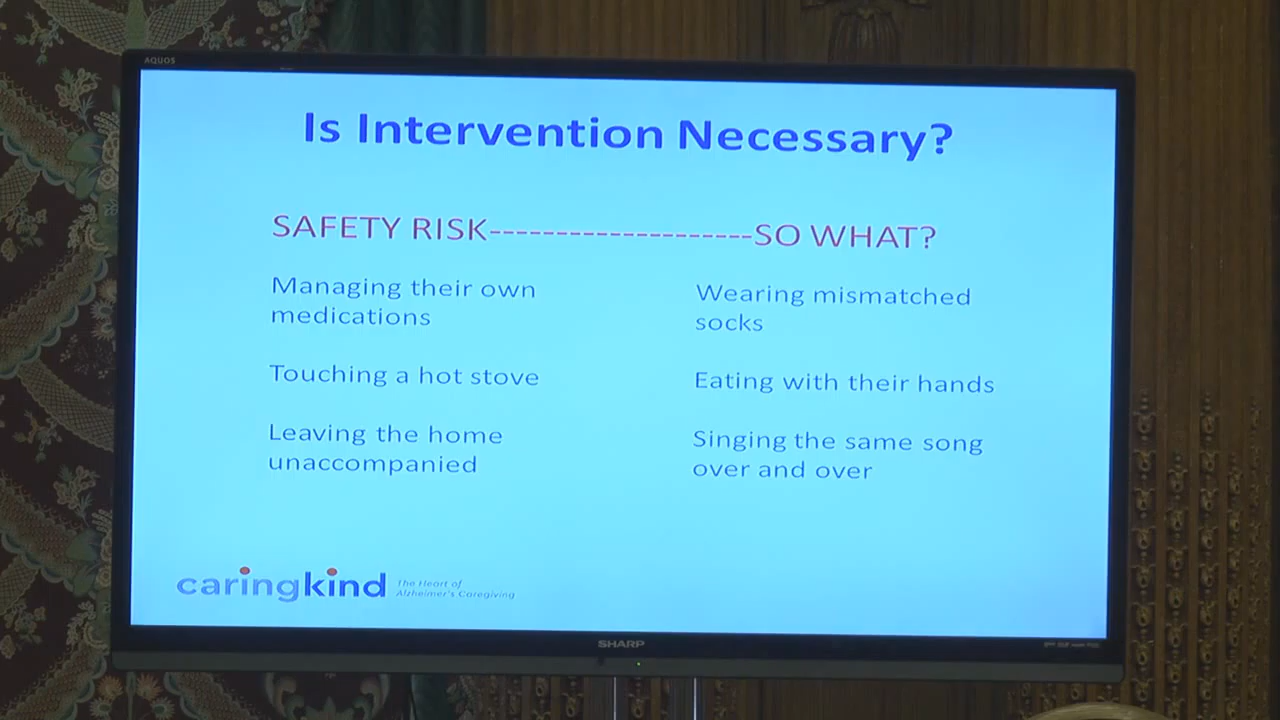 AQUOS
Is Intervention Necessary?
SAFETY RISK--------------------SO WHAT?
Managing their own
medications
Touching a hot stove
Leaving the home
unaccompanied
Wearing mismatched
socks
Eating with their hands
Singing the same song
over and over
caringkind
The Heart of
Alzheimer's Caregiving
SHARP